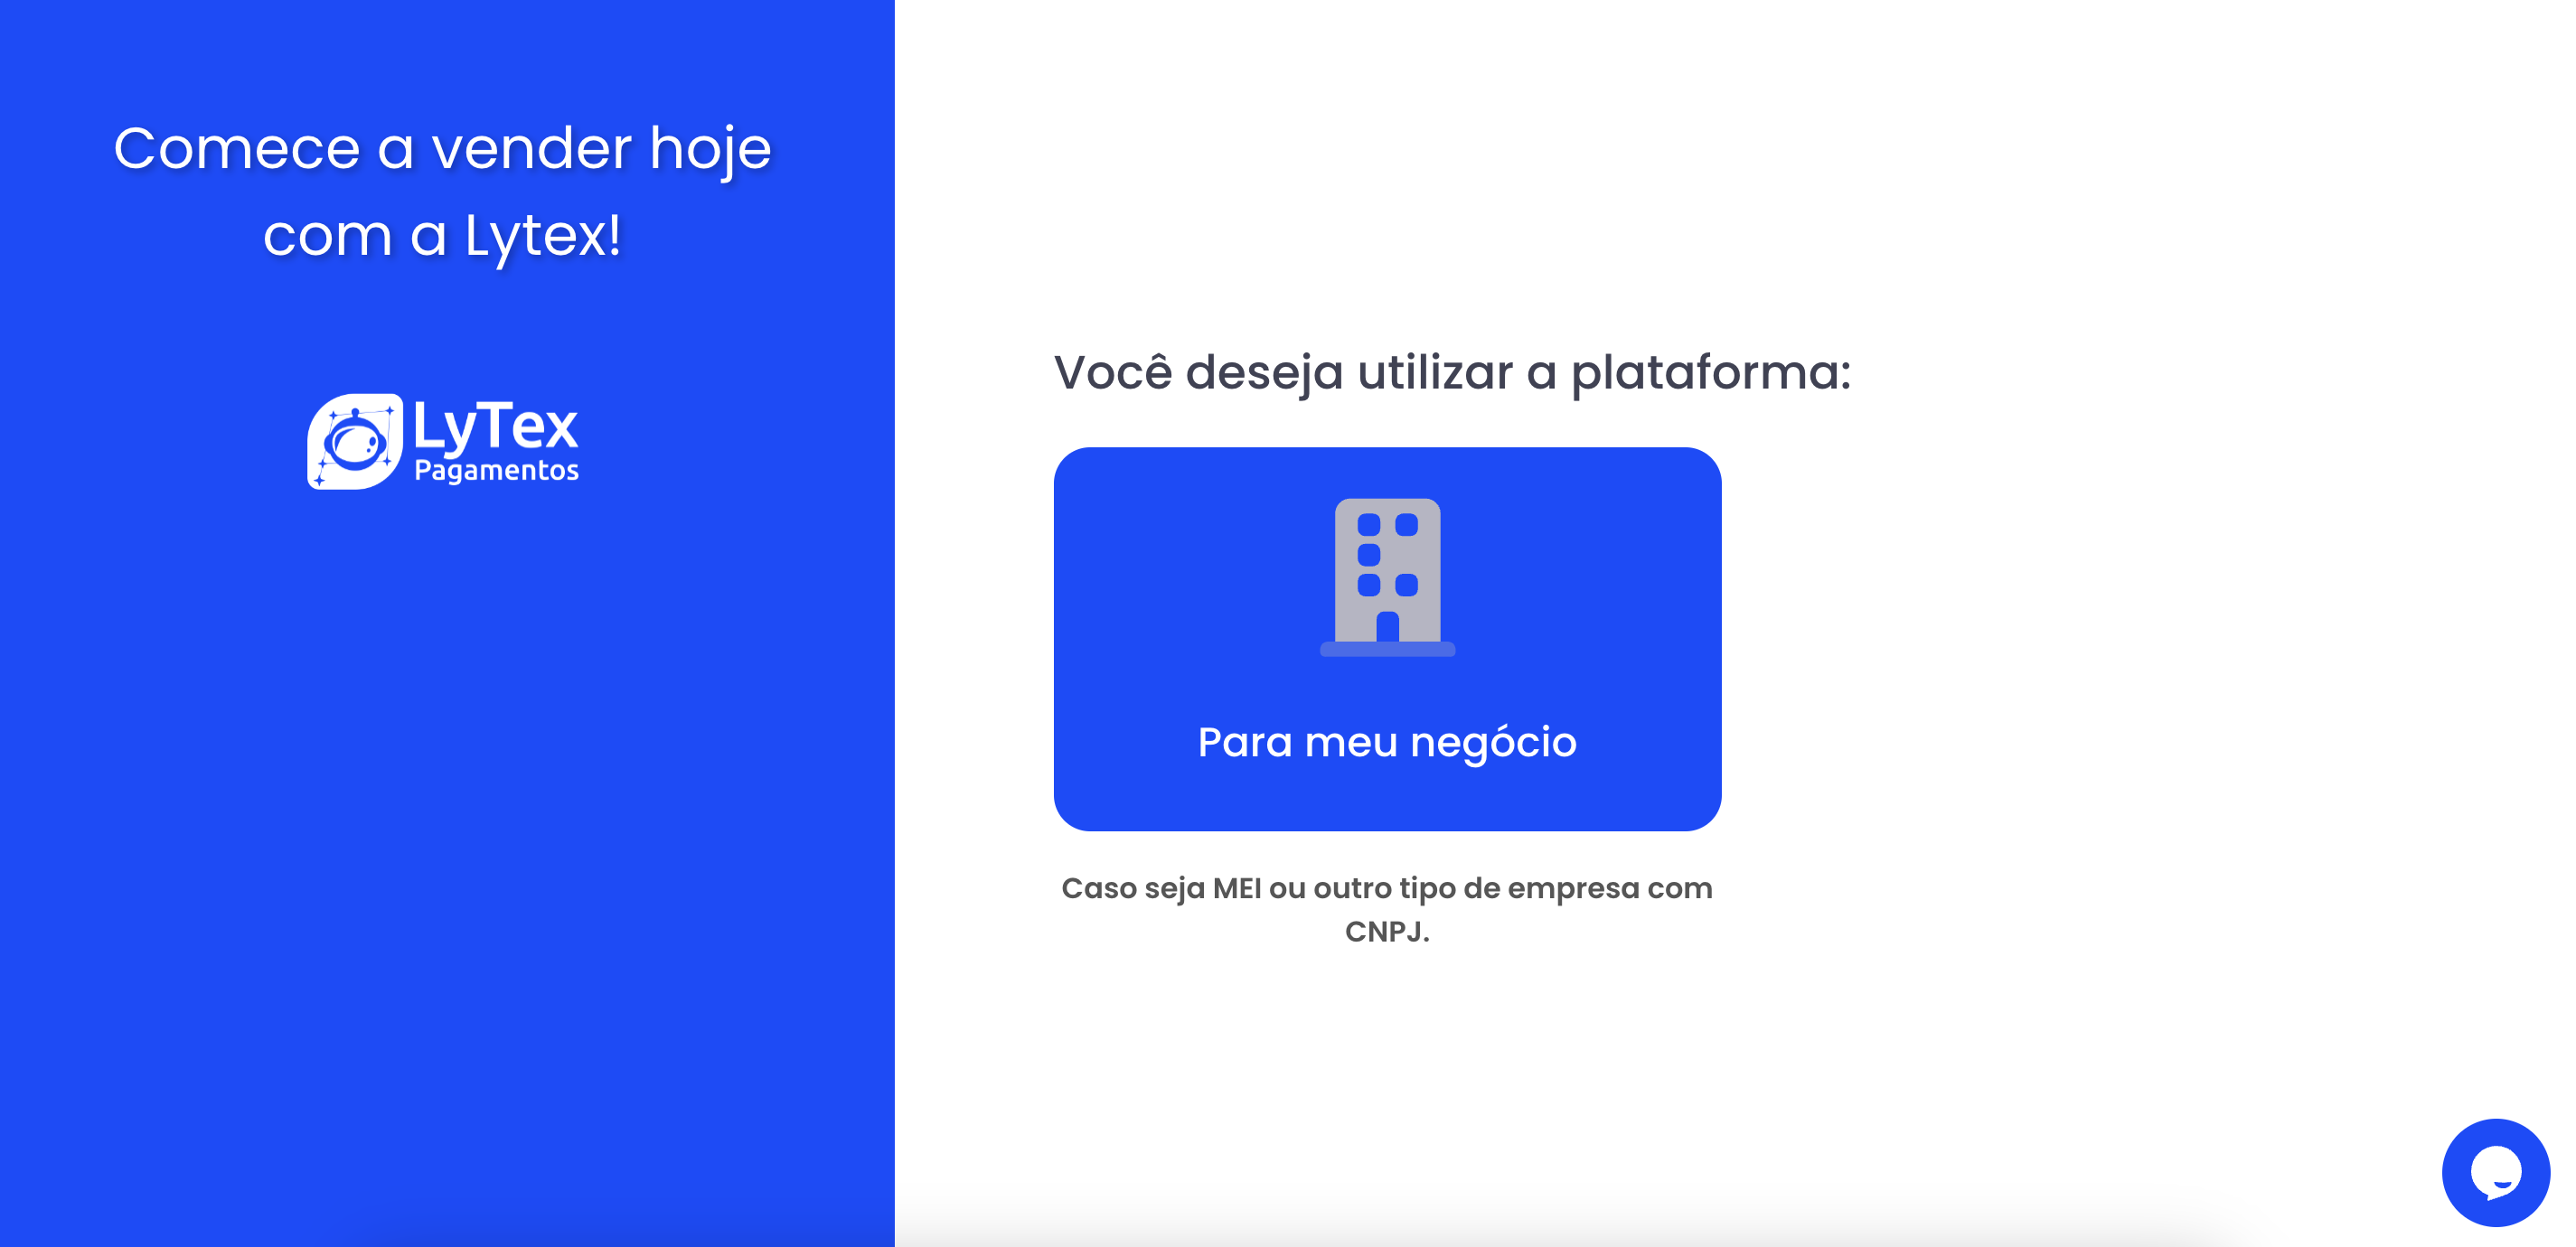 Comece a vender hoje
com a Lytex!
LyTex
Pagamentos
Você deseja utilizar a plataforma:
Para meu negócio
Caso seja MEI ou outro tipo de empresa com
CNPJ.